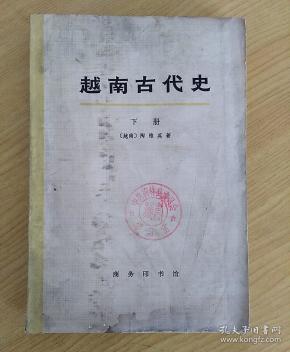 越南古代史
下册
〔越南〕陶维英著
商务印书馆
孔夫子旧书网